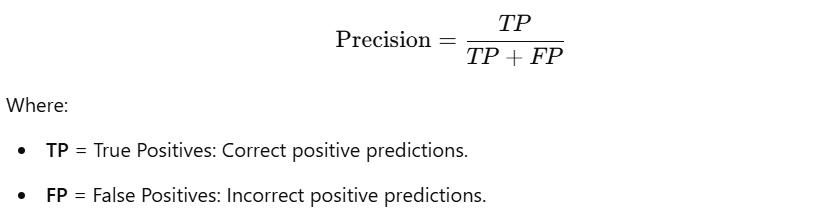 Precision = TP / (TP + FP)
Where:
• TP = True Positives: Correct positive predictions.
• FP = False Positives: Incorrect positive predictions.